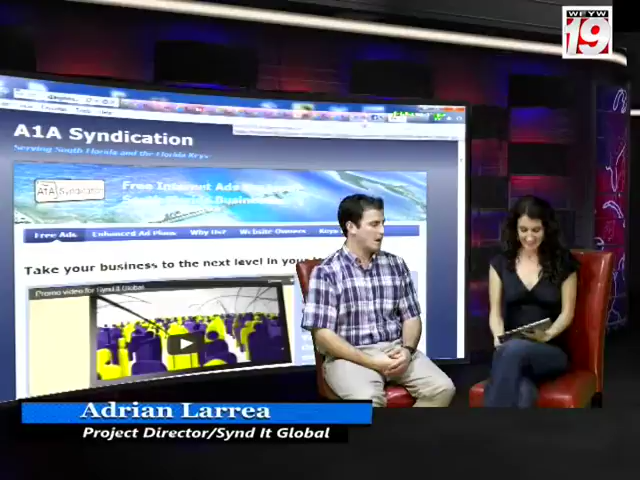 WEYW
19
A1A Syndication
Serving South Florida and the Florida Keys
A1A Syndication
Free Internet Ads
Free Ads Enhanced Ad Plans Why Us? Website Owners
Take your business to the next level in
Promo video for Synd It Global
Adrian Larrea
Project Director/Synd It Global